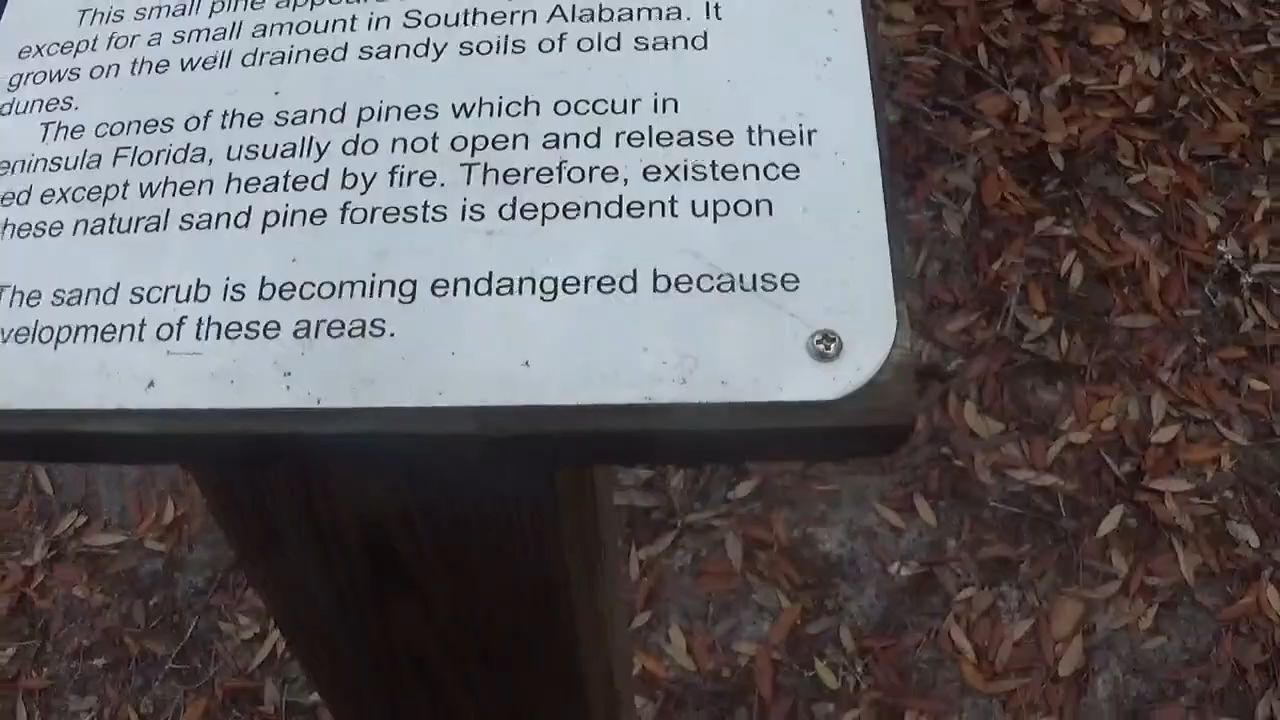 This small pine
except for a small amount in Southern Alabama. It
grows on the well drained sandy soils of old sand
dunes.
The cones of the sand pines which occur in
eninsula Florida, usually do not open and release their
ed except when heated by fire. Therefore, existence
hese natural sand pine forests is dependent upon
The sand scrub is becoming endangered because
velopment of these areas.